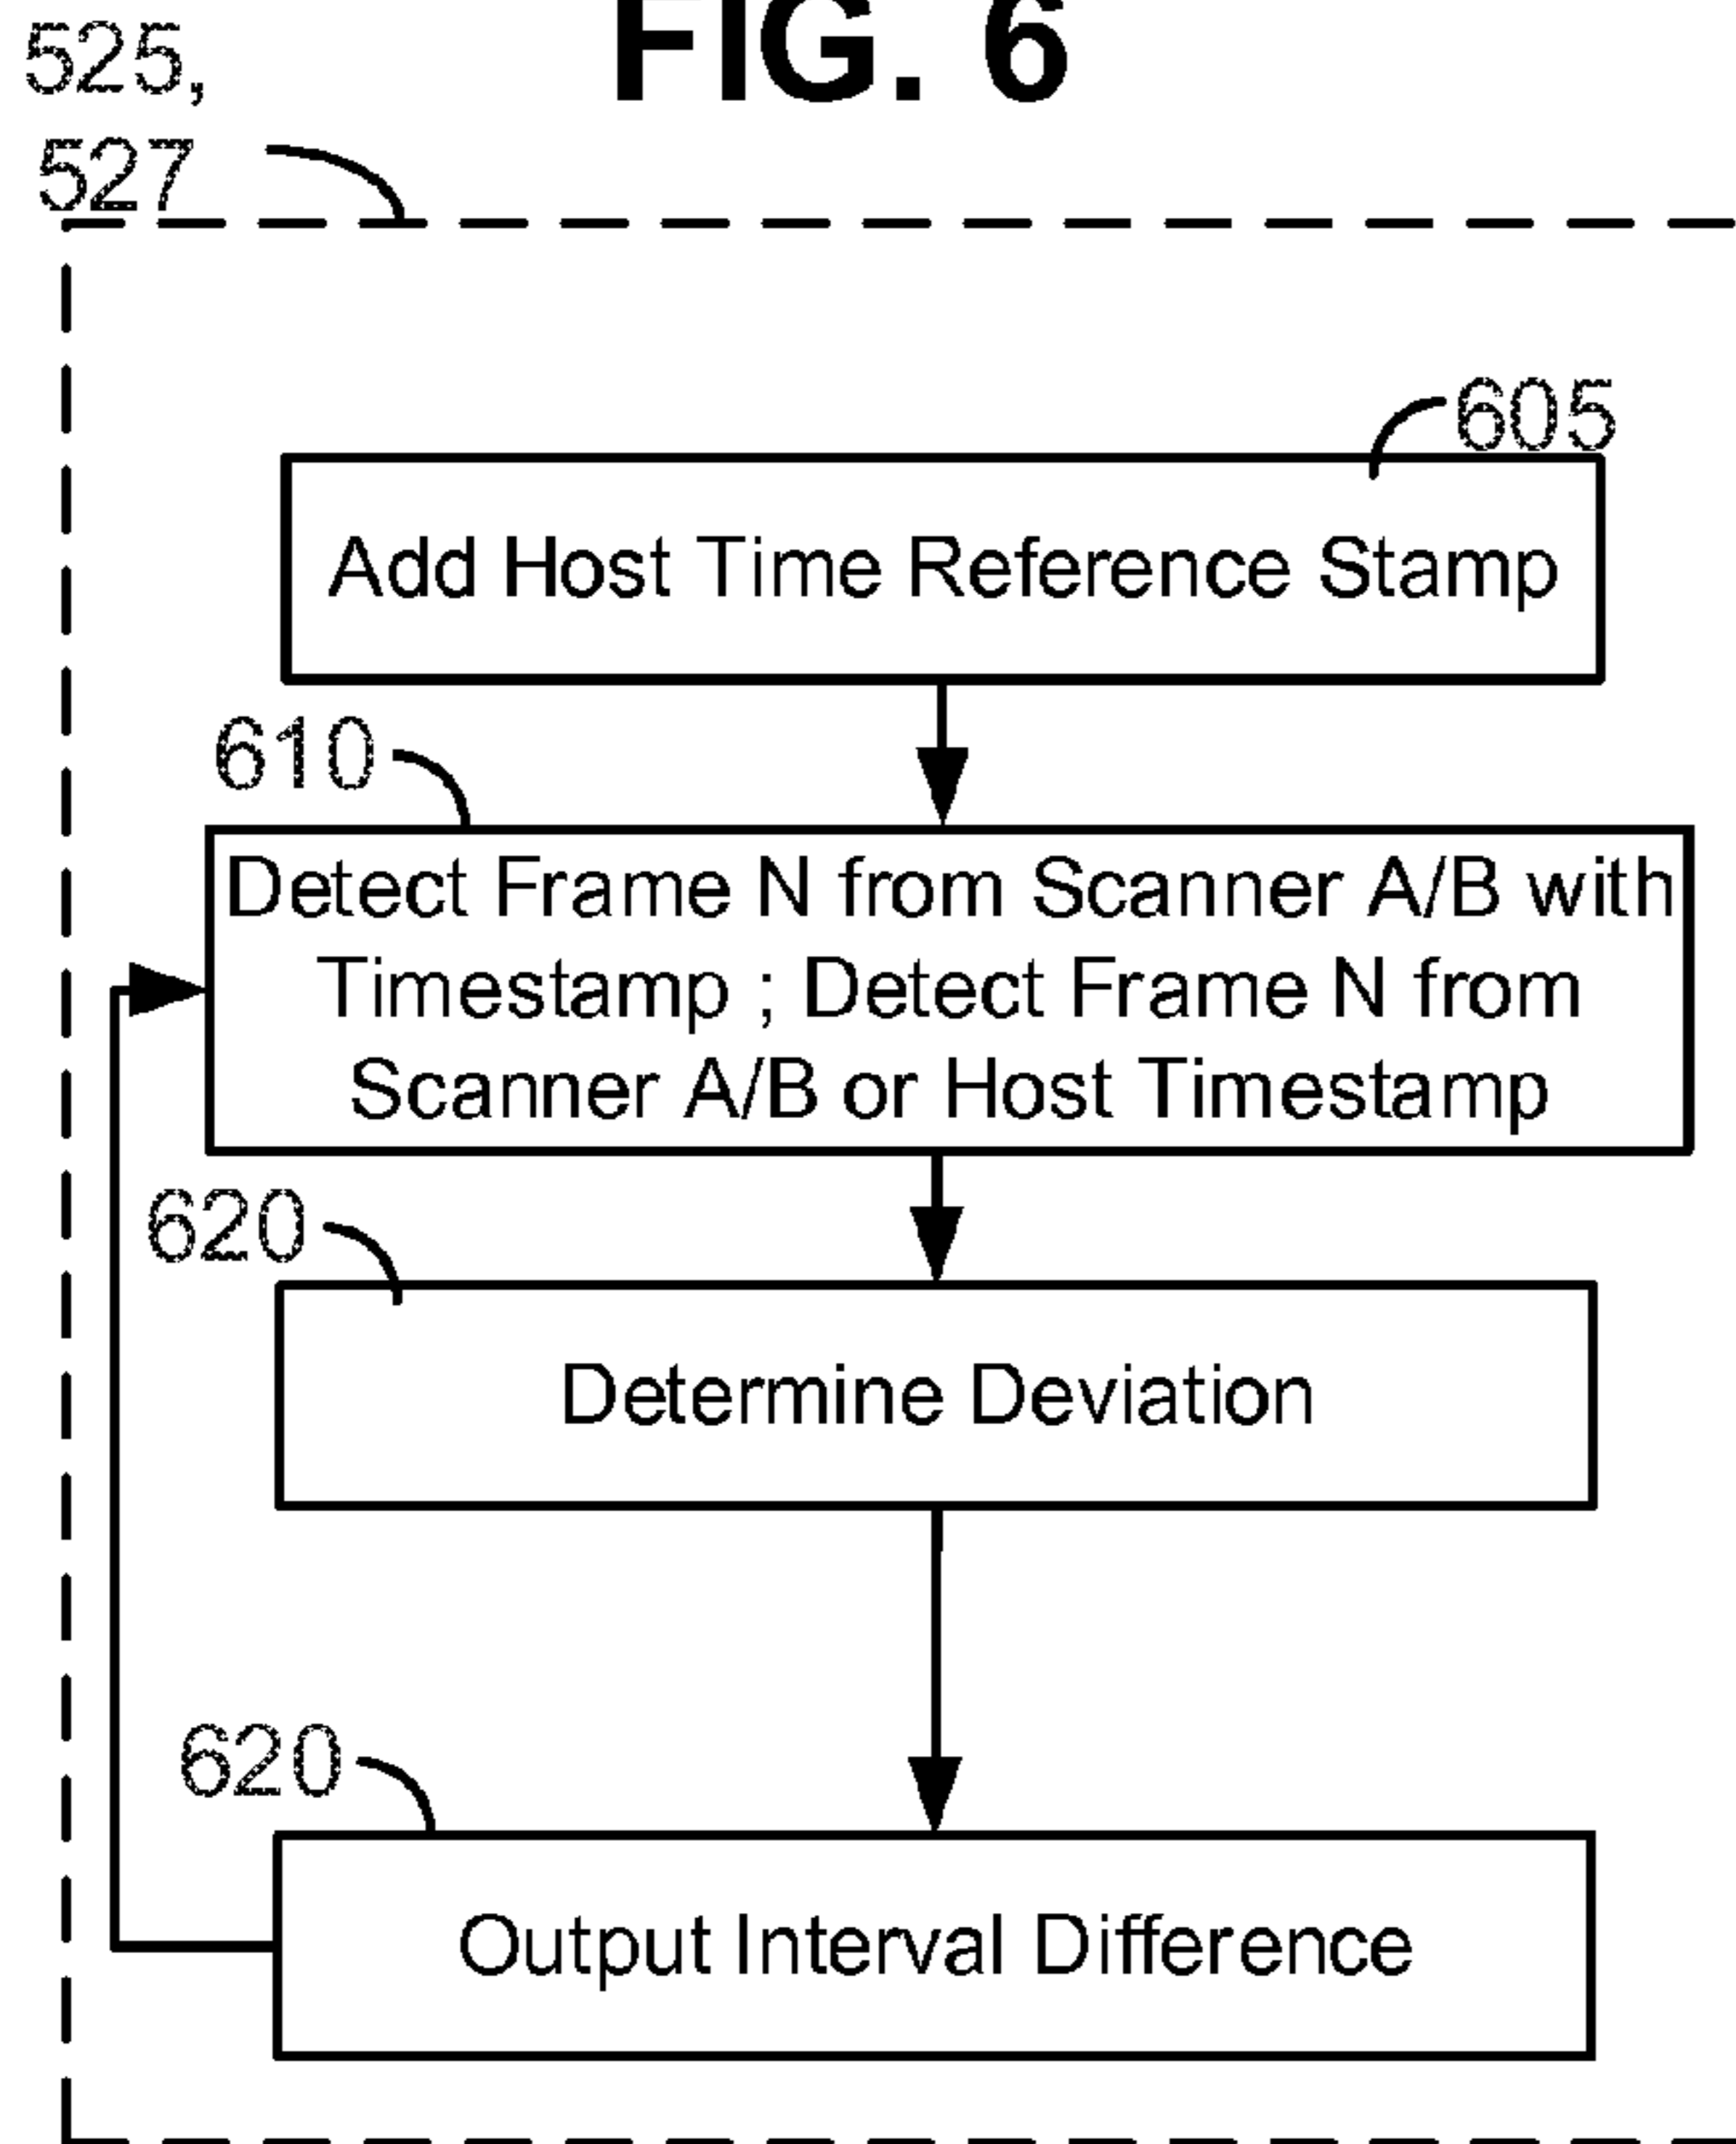 FIG. 6
525,
527
605
Add Host Time Reference Stamp
610
Detect Frame N from Scanner A/B with
Timestamp ; Detect Frame N from
Scanner A/B or Host Timestamp
620
Determine Deviation
620
Output Interval Difference